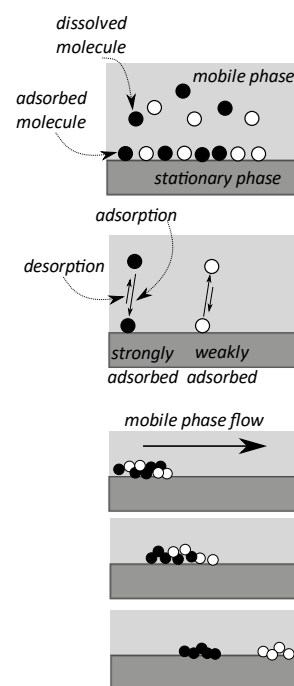 dissolved
molecule
mobile phase
adsorbed
molecule
stationary phase
adsorption
desorption
strongly weakly
adsorbed adsorbed
mobile phase flow